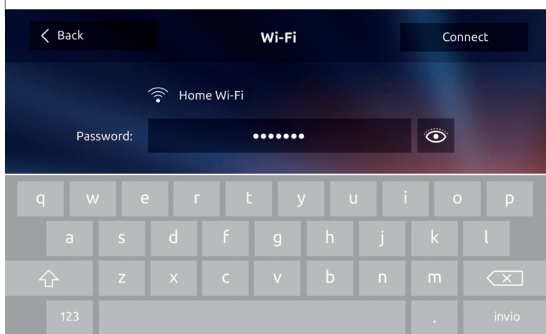 Back Wi-Fi Connect
Home Wi-Fi
Password: •••••••
q w e r t y u i o p
a s d f g h j k l
z x c v b n m
123 . invio